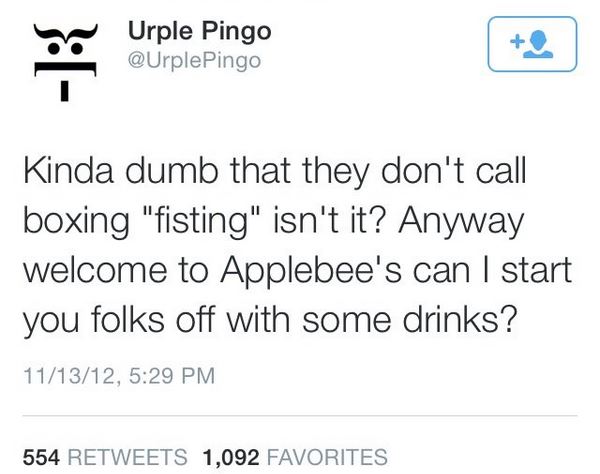 Urple Pingo
@UrplePingo
Kinda dumb that they don't call
boxing "fisting" isn't it? Anyway
welcome to Applebee's can I start
you folks off with some drinks?
11/13/12, 5:29 PM
554 RETWEETS 1,092 FAVORITES